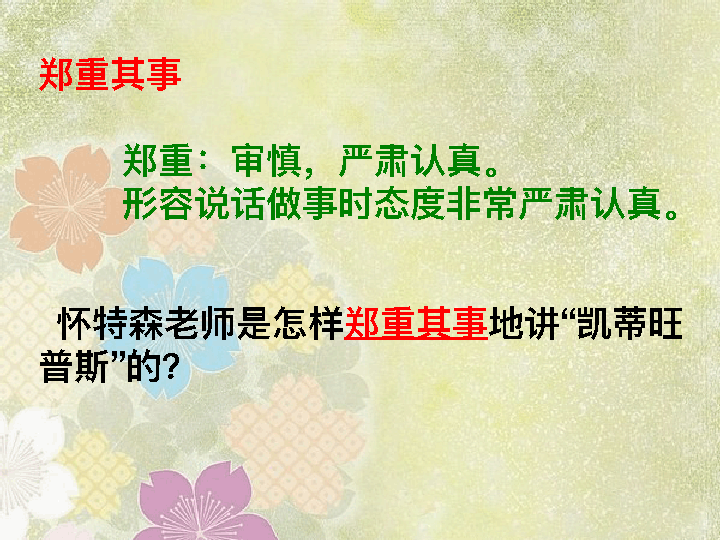 郑重其事
郑重：审慎，严肃认真。
形容说话做事时态度非常严肃认真。
怀特森老师是怎样郑重其事地讲“凯蒂旺
普斯”的？